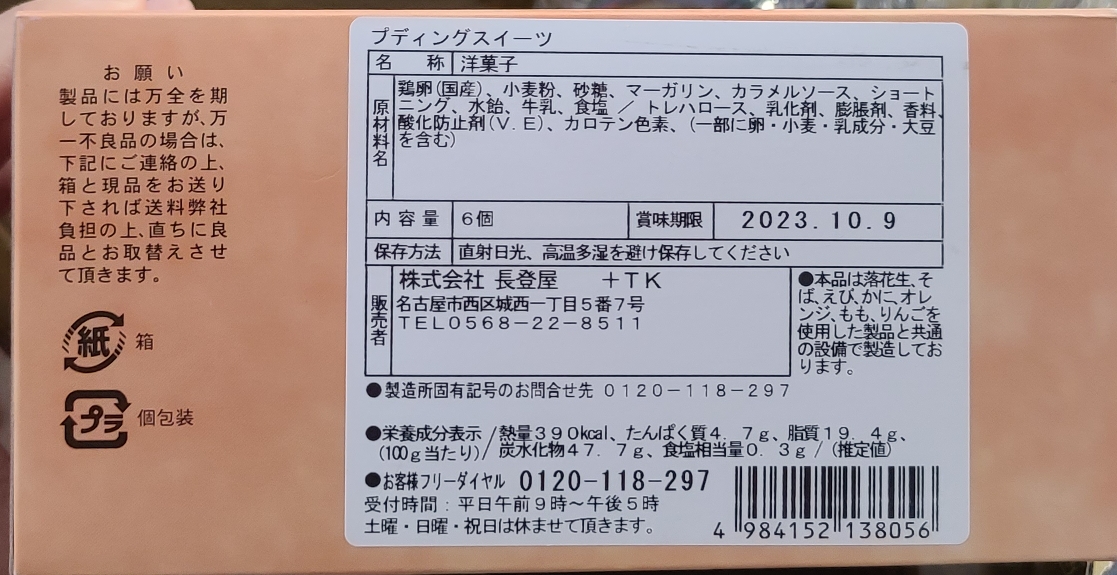 お願い
製品には万全を期
しておりますが、万
一不良品の場合は、
下記にご連絡の上、
箱と現品をお送り
下されば送料弊社
負担の上、直ちに良
品とお取替えさせ
て頂きます。
紙 箱
プラ 個包装
プディングスイーツ
名称 洋菓子
原材料名
鶏卵(国産)、小麦粉、砂糖、マーガリン、カラメルソース、ショート
ニング、水飴、牛乳、食塩/トレハロース、乳化剤、膨脹剤、香料、
酸化防止剤(V.E)、カロテン色素、(一部に卵・小麦・乳成分・大豆
を含む)
内容量 6個 賞味期限 2023.10.9
保存方法 直射日光、高温多湿を避け保存してください
販売者
株式会社 長登屋 +TK
名古屋市西区城西一丁目5番7号
TEL0568-22-8511
●本品は落花生、そ
ば、えび、かに、オレ
ンジ、もも、りんごを
使用した製品と共通
の設備で製造してお
ります。
●製造所固有記号のお問合せ先 0120-118-297
●栄養成分表示/熱量390kcal、たんぱく質4.7g、脂質19.4g、
(100g当たり)/炭水化物47.7g、食塩相当量0.3g/(推定値)
●お客様フリーダイヤル 0120-118-297
受付時間:平日午前9時~午後5時
土曜・日曜・祝日は休ませて頂きます。
4 984152 138056